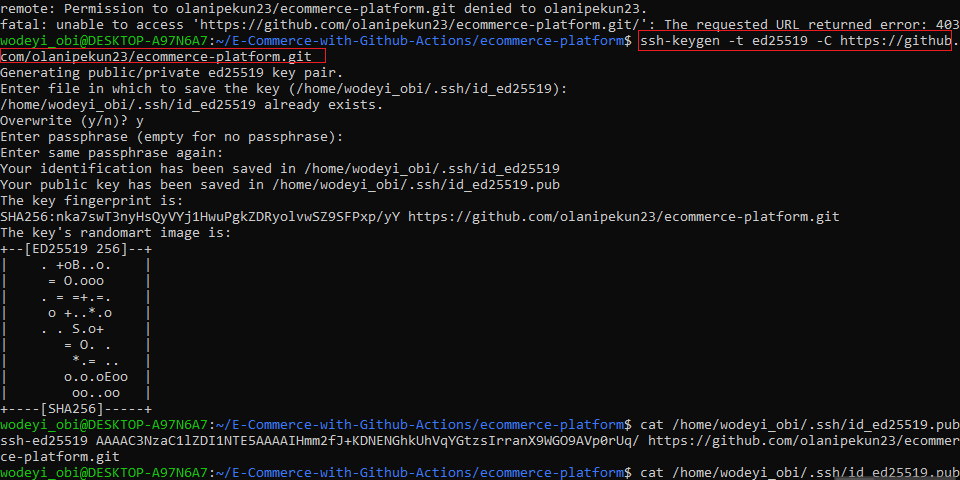 remote: Permission to olanipekun23/ecommerce-platform.git denied to olanipekun23.
fatal: unable to access 'https://github.com/olanipekun23/ecommerce-platform.git/': The requested URL returned error: 403
wodeyi_obi@DESKTOP-A97N6A7:~/E-Commerce-with-Github-Actions/ecommerce-platform$ ssh-keygen -t ed25519 -C https://github.
com/olanipekun23/ecommerce-platform.git
Generating public/private ed25519 key pair.
Enter file in which to save the key (/home/wodeyi_obi/.ssh/id_ed25519):
/home/wodeyi_obi/.ssh/id_ed25519 already exists.
Overwrite (y/n)? y
Enter passphrase (empty for no passphrase):
Enter same passphrase again:
Your identification has been saved in /home/wodeyi_obi/.ssh/id_ed25519
Your public key has been saved in /home/wodeyi_obi/.ssh/id_ed25519.pub
The key fingerprint is:
SHA256:nka7swT3nyHsQyVYj1HwuPgkZDRyolvwSZ9SFPxp/yY https://github.com/olanipekun23/ecommerce-platform.git
The key's randomart image is:
+--[ED25519 256]--+
|    . +oB..o.    |
|     = O.ooo     |
|    . = =+.=.    |
|     o +..*.o    |
|    . . S.o+     |
|       = O. .    |
|        *.= ..   |
|       o.o.oEoo  |
|        oo..oo   |
+----[SHA256]-----+
wodeyi_obi@DESKTOP-A97N6A7:~/E-Commerce-with-Github-Actions/ecommerce-platform$ cat /home/wodeyi_obi/.ssh/id_ed25519.pub
ssh-ed25519 AAAAC3NzaC1lZDI1NTE5AAAAIHmm2fJ+KDNENGhkUhVqYGtzsIrranX9WGO9AVp0rUq/ https://github.com/olanipekun23/ecommer
ce-platform.git
wodeyi_obi@DESKTOP-A97N6A7:~/E-Commerce-with-Github-Actions/ecommerce-platform$ cat /home/wodeyi_obi/.ssh/id_ed25519.pub